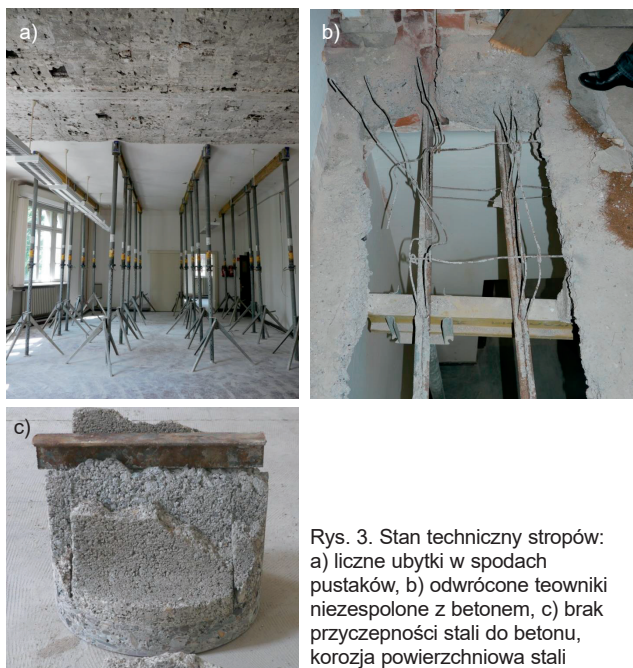 a)
b)
c)
Rys. 3. Stan techniczny stropów:
a) liczne ubytki w spodach
pustaków, b) odwrócone teowniki
niezespolone z betonem, c) brak
przyczepności stali do betonu,
korozja powierzchniowa stali